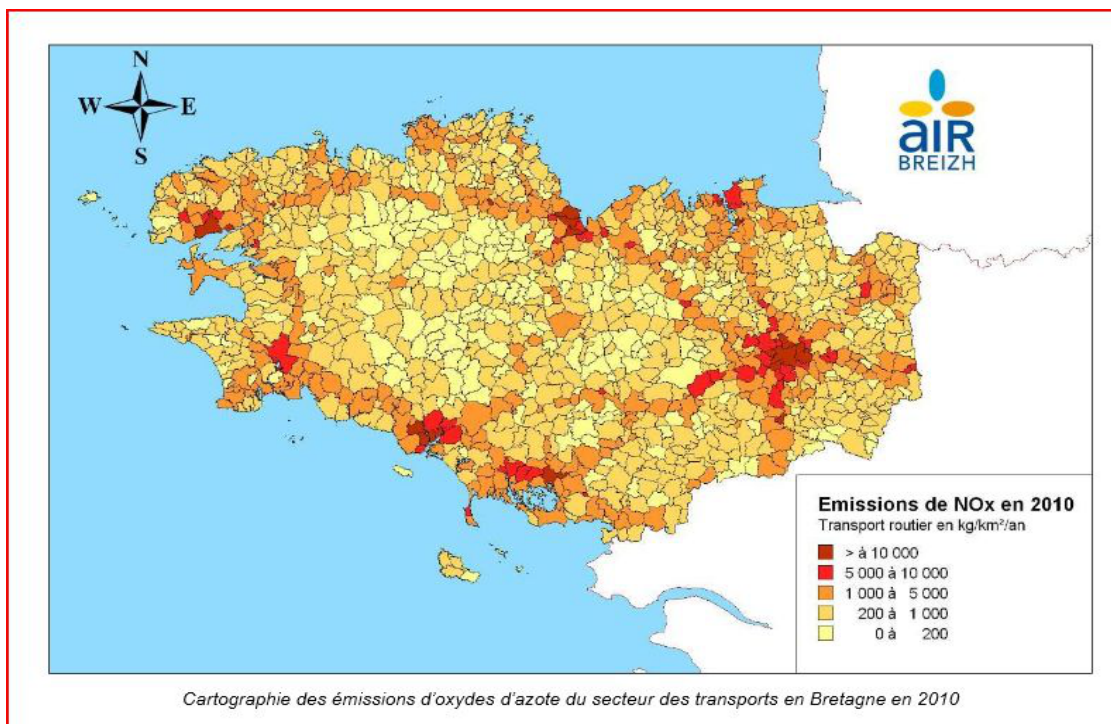 N
W E
S
aiR
BREIZH
Emissions de NOx en 2010
Transport routier en kg/km²/an
> à 10 000
5 000 à 10 000
1 000 à 5 000
200 à 1 000
0 à 200
Cartographie des émissions d'oxydes d'azote du secteur des transports en Bretagne en 2010